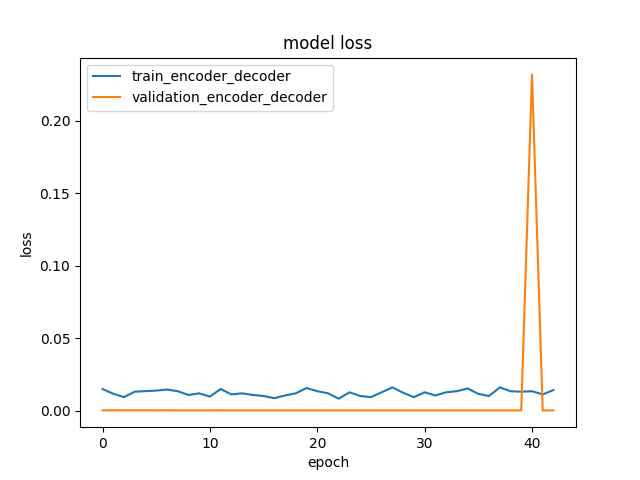 model loss
train_encoder_decoder
validation_encoder_decoder
0.20
0.15
0.10
0.05
0.00
loss
0 10 20 30 40
epoch